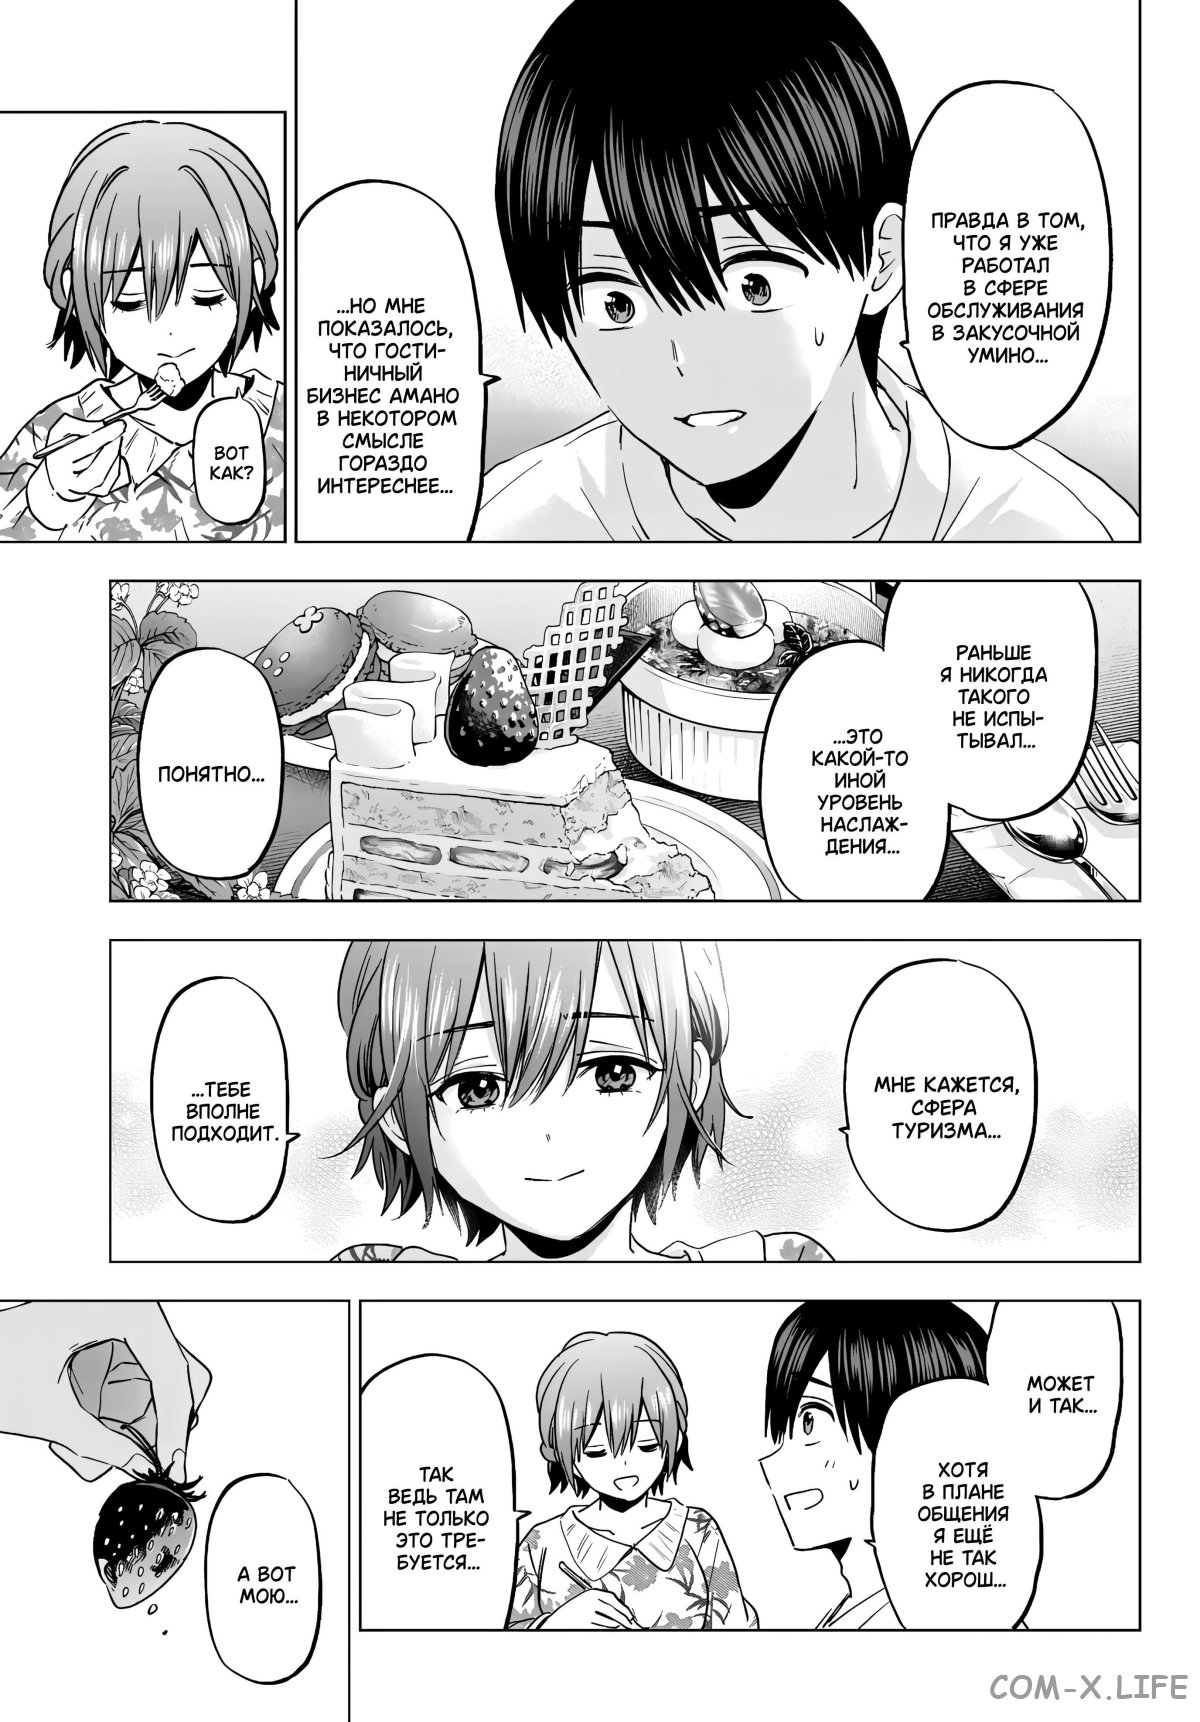 ПРАВДА В ТОМ,
ЧТО Я УЖЕ
РАБОТАЛ
В СФЕРЕ
ОБСЛУЖИВАНИЯ
В ЗАКУСОЧНОЙ
УМИНО...
...НО МНЕ
ПОКАЗАЛОСЬ,
ЧТО ГОСТИ-
НИЧНЫЙ
БИЗНЕС АМАНО
В НЕКОТОРОМ
СМЫСЛЕ
ГОРАЗДО
ИНТЕРЕСНЕЕ...
ВОТ
КАК?
РАНЬШЕ
Я НИКОГДА
ТАКОГО
НЕ ИСПЫ-
ТЫВАЛ...
...ЭТО
КАКОЙ-ТО
ИНОЙ
УРОВЕНЬ
НАСЛАЖ-
ДЕНИЯ...
ПОНЯТНО...
МНЕ КАЖЕТСЯ,
СФЕРА
ТУРИЗМА...
...ТЕБЕ
ВПОЛНЕ
ПОДХОДИТ.
МОЖЕТ
И ТАК...
ХОТЯ
В ПЛАНЕ
ОБЩЕНИЯ
Я ЕЩЁ
НЕ ТАК
ХОРОШ...
ТАК
ВЕДЬ ТАМ
НЕ ТОЛЬКО
ЭТО ТРЕ-
БУЕТСЯ...
А ВОТ
МОЮ...
COM-X.LIFE